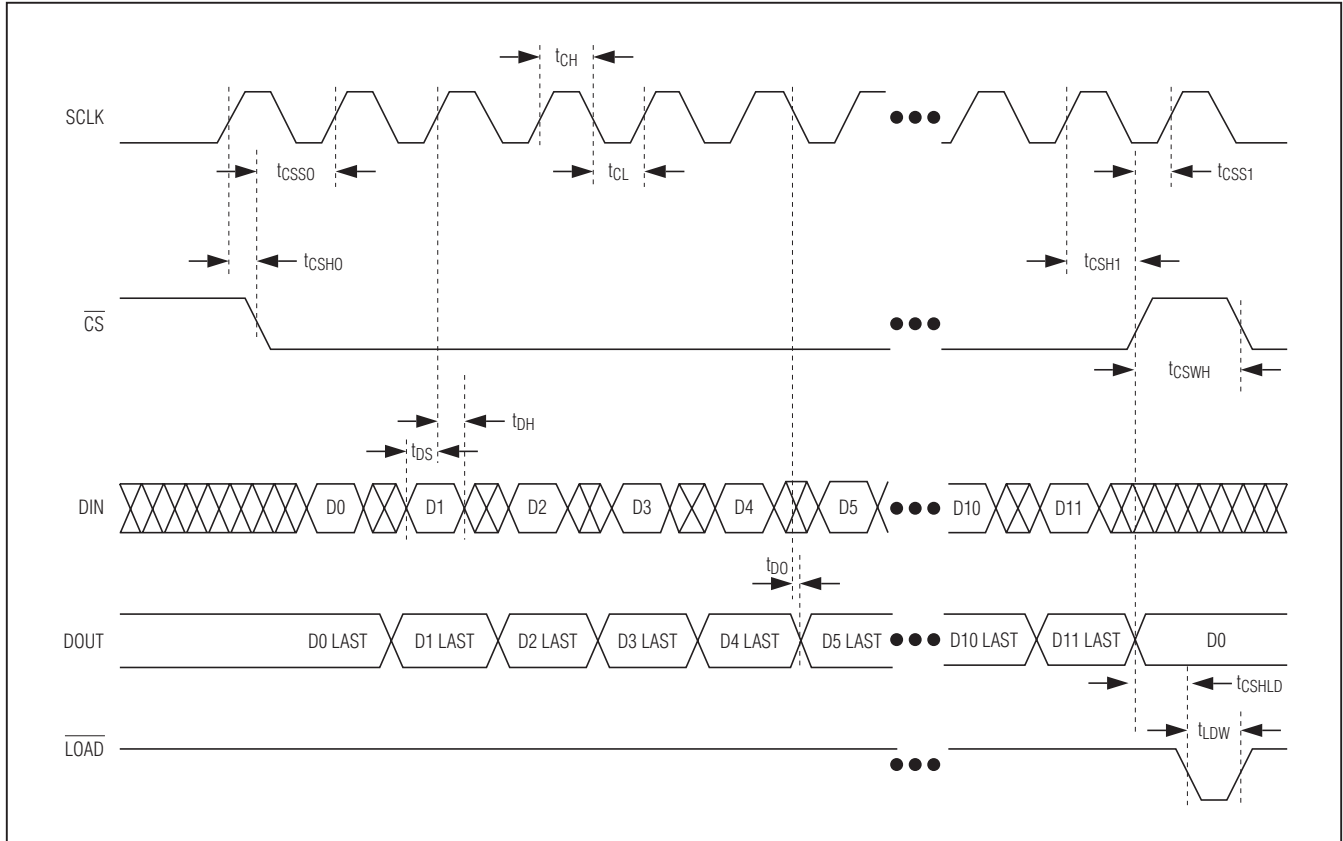 tCH
SCLK
tCSSO
tCL
tCSS1
tCSHO
tCSH1
CS
tCSWH
tDH
tDS
DIN
D0
D1
D2
D3
D4
D5
D10
D11
tDO
DOUT
D0 LAST
D1 LAST
D2 LAST
D3 LAST
D4 LAST
D5 LAST
D10 LAST
D11 LAST
D0
tCSHLD
tLDW
LOAD